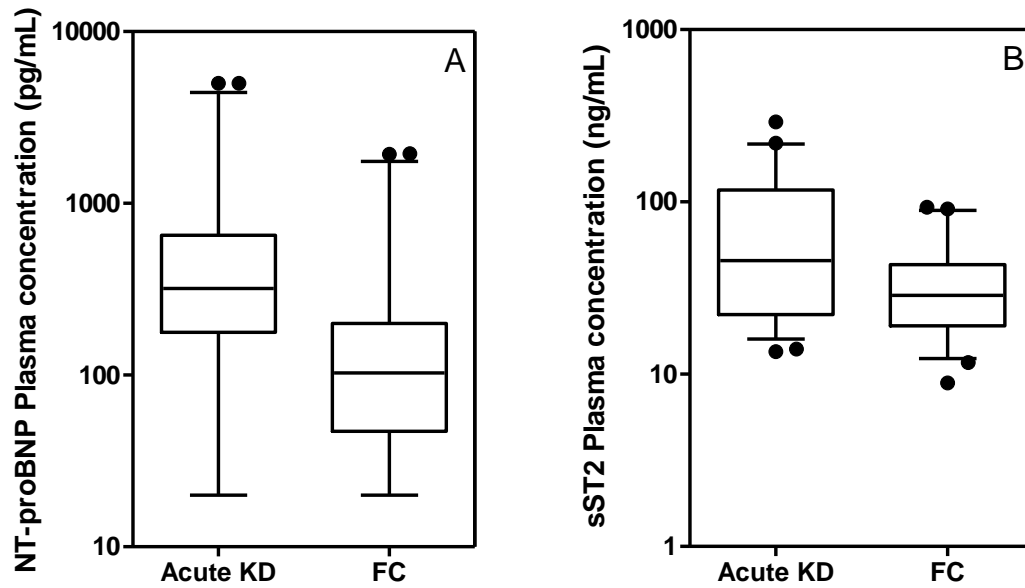 NT-proBNP Plasma concentration (pg/mL)
10000
1000
100
10
A
Acute KD
FC
sST2 Plasma concentration (ng/mL)
1000
100
10
1
B
Acute KD
FC